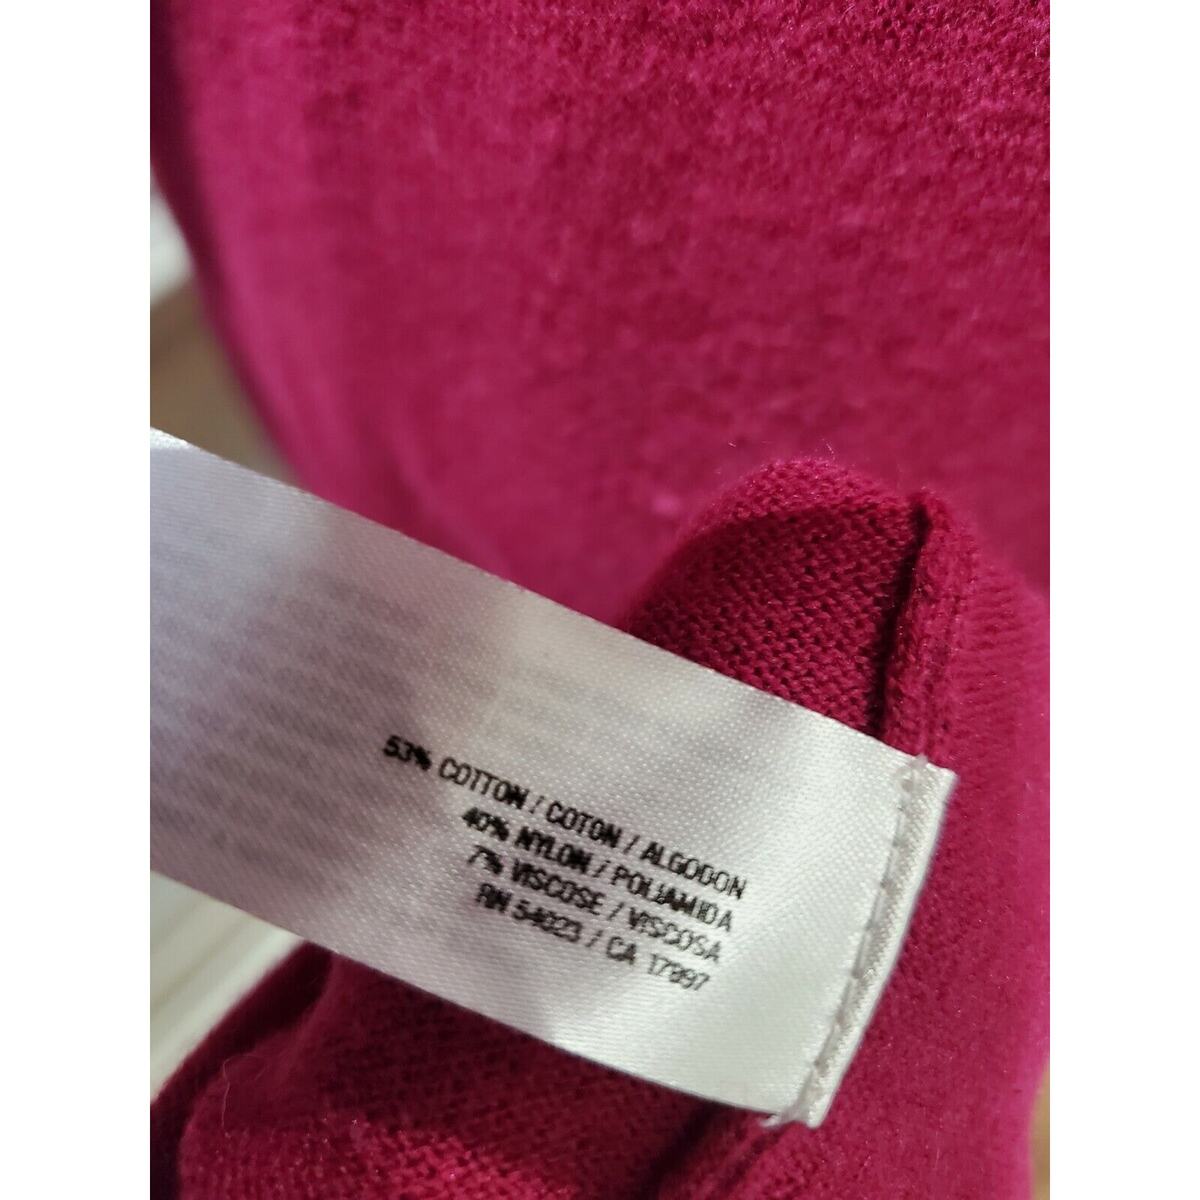 53% COTTON / COTON / ALGODON
40% NYLON / POLIAMIDA
7% VISCOSE / VISCOSA
RN 54023 / CA 17897